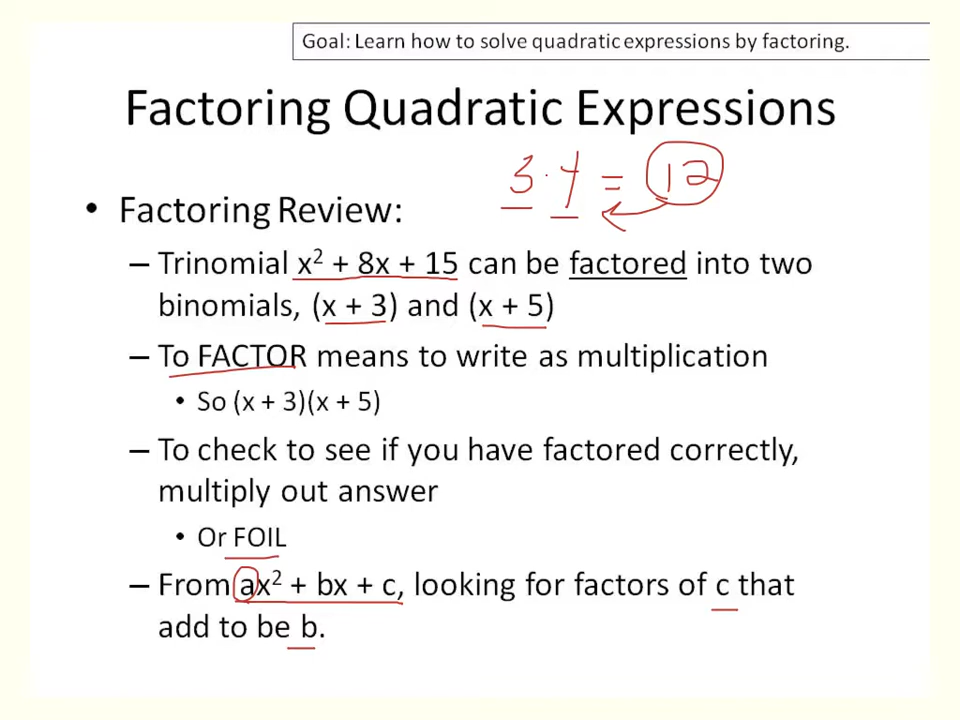 Goal: Learn how to solve quadratic expressions by factoring.
Factoring Quadratic Expressions
3 · 4 = 12
• Factoring Review:
– Trinomial x² + 8x + 15 can be factored into two
binomials, (x + 3) and (x + 5)
– To FACTOR means to write as multiplication
• So (x + 3)(x + 5)
– To check to see if you have factored correctly,
multiply out answer
• Or FOIL
– From ax² + bx + c, looking for factors of c that
add to be b.